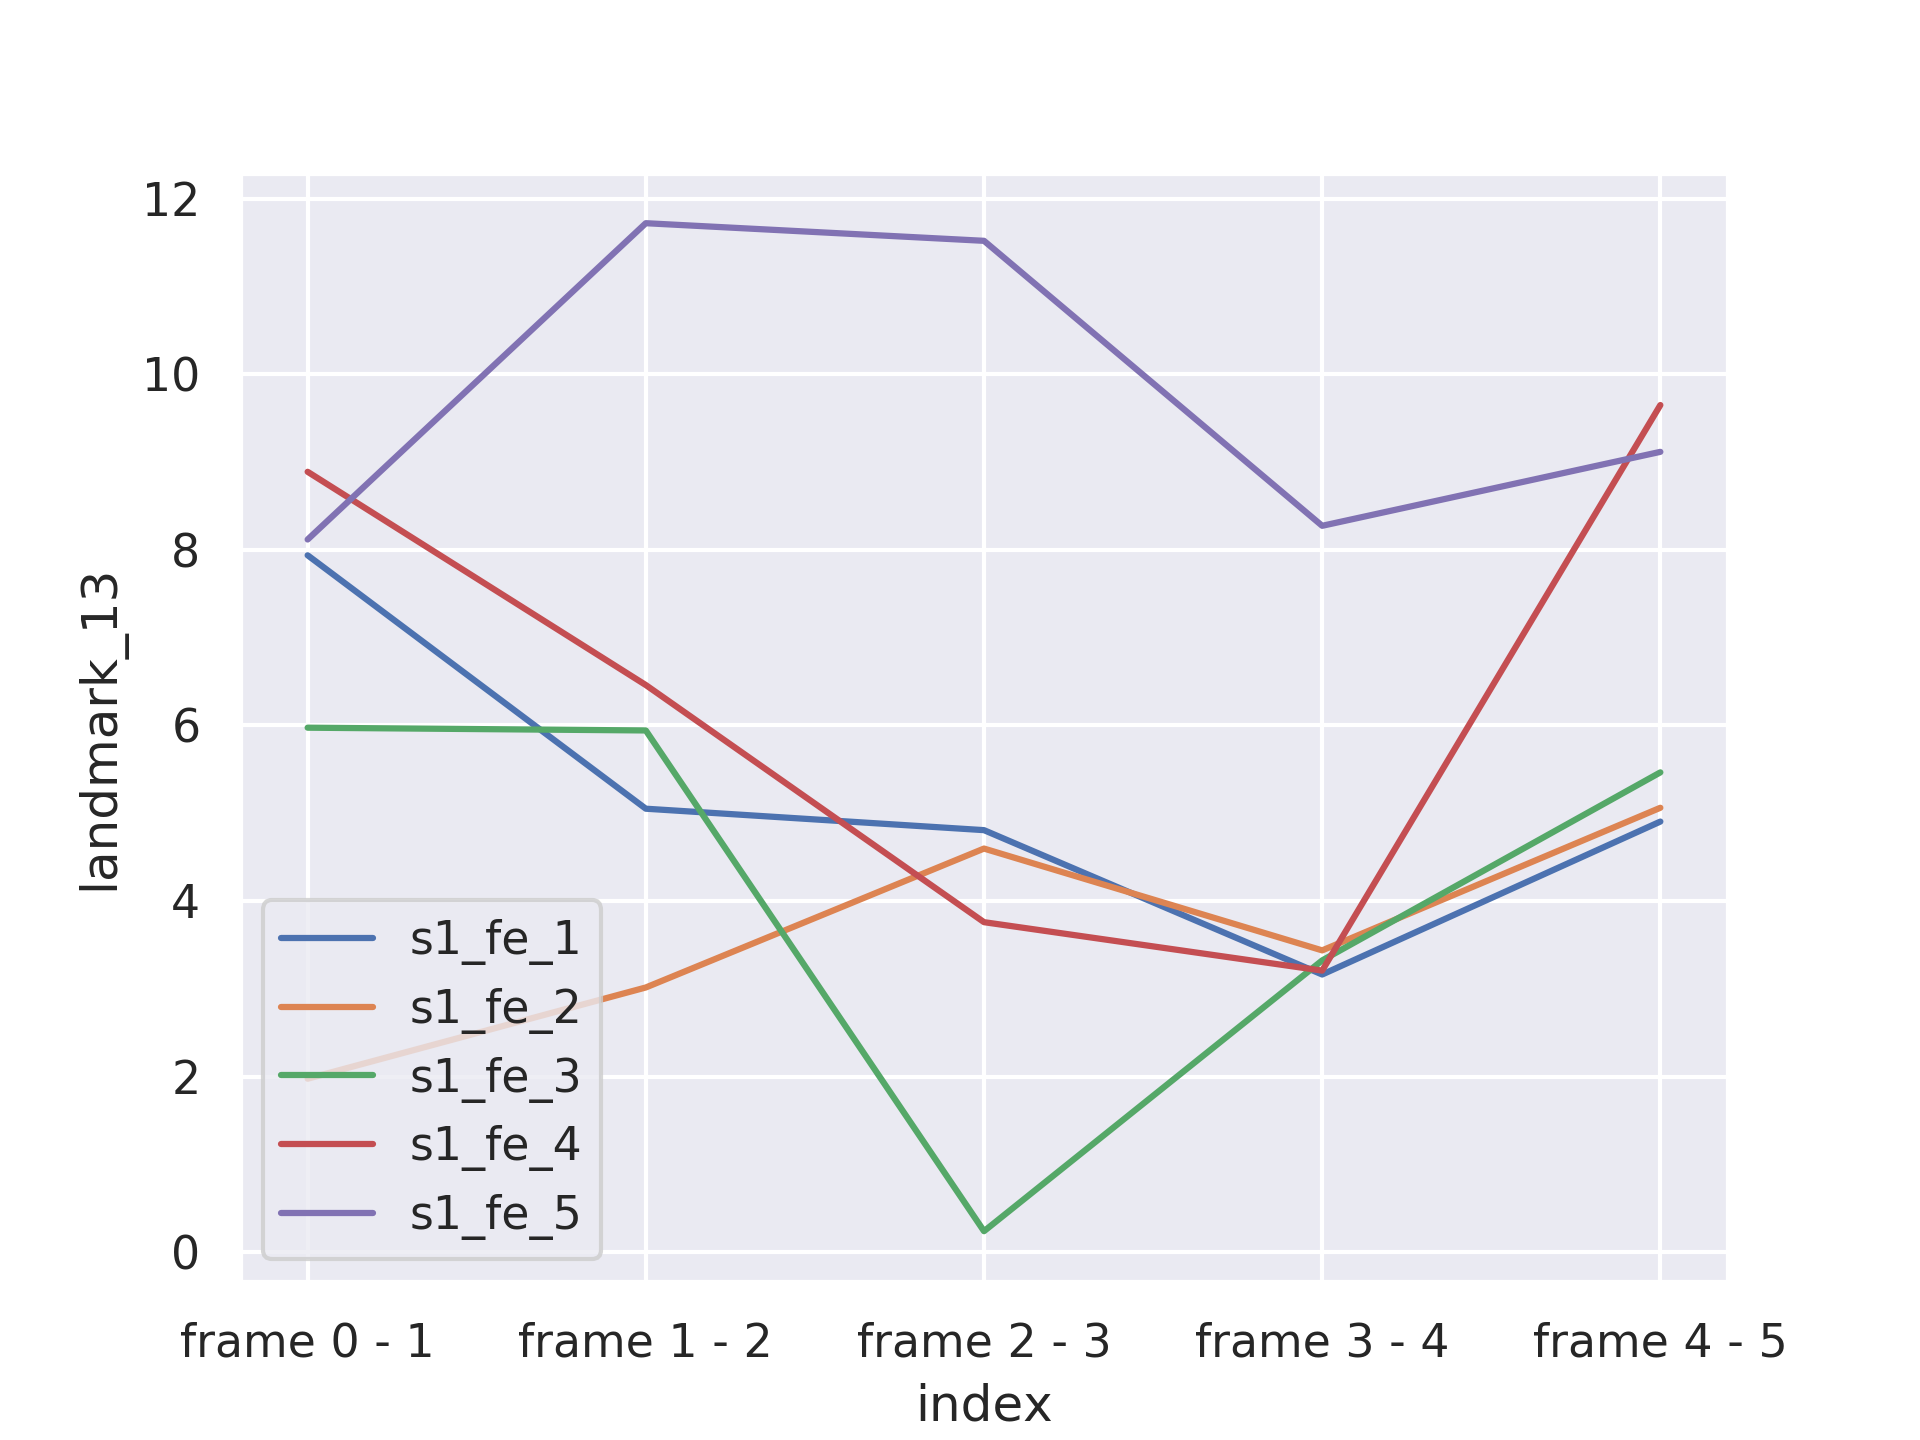 12
10
8
6
4
2
0
landmark_13
s1_fe_1
s1_fe_2
s1_fe_3
s1_fe_4
s1_fe_5
frame 0 - 1
frame 1 - 2
frame 2 - 3
frame 3 - 4
frame 4 - 5
index